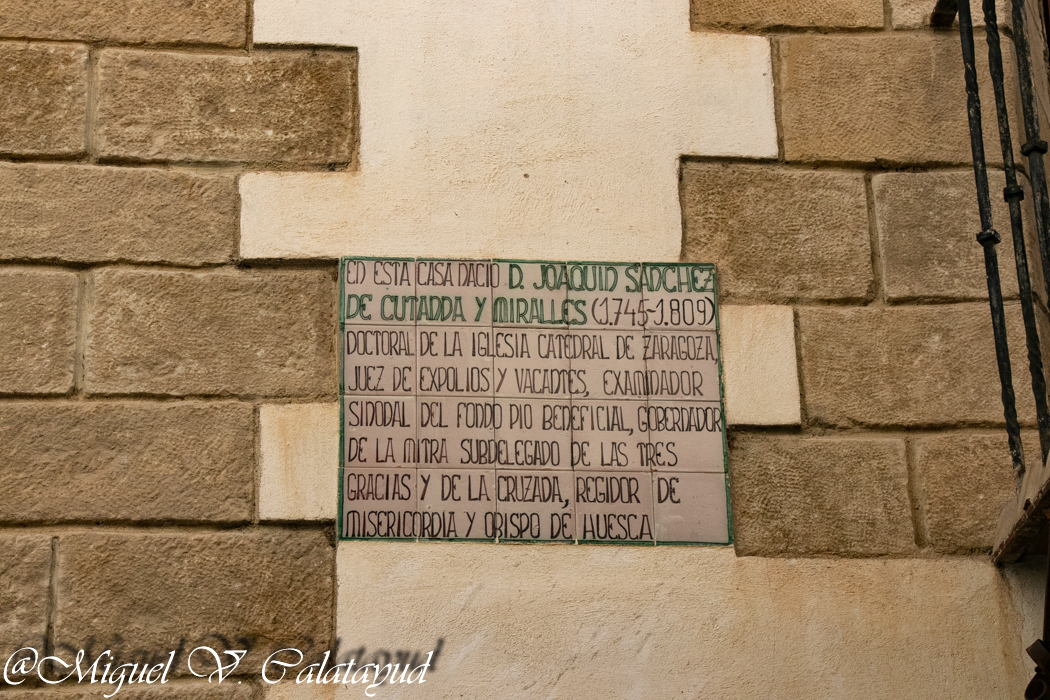 EN ESTA CASA NACIO D. JOAQUIN SANCHEZ
DE CUTANDA Y MIRALLES (1.745-1.809)
DOCTORAL DE LA IGLESIA CATEDRAL DE ZARAGOZA,
JUEZ DE EXPOLIOS Y VACANTES, EXAMINADOR
SINODAL DEL FONDO PIO BENEFICIAL, GOBERNADOR
DE LA MITRA SUBDELEGADO DE LAS TRES
GRACIAS Y DE LA CRUZADA, REGIDOR DE
MISERICORDIA Y OBISPO DE HUESCA
@Miguel V. Calatayud